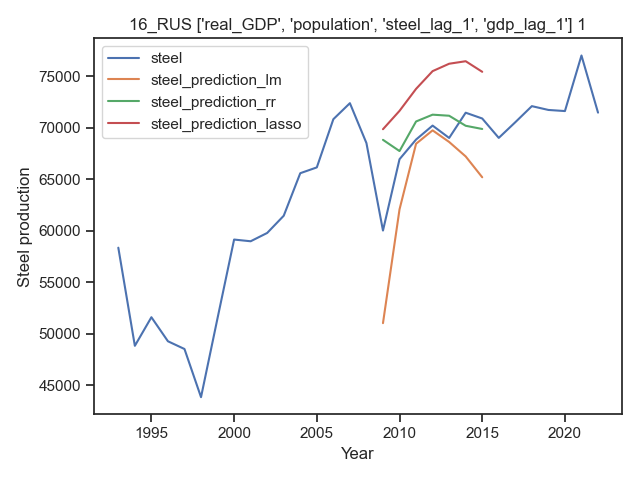 16_RUS ['real_GDP', 'population', 'steel_lag_1', 'gdp_lag_1'] 1
steel
steel_prediction_lm
steel_prediction_rr
steel_prediction_lasso
75000
70000
65000
60000
55000
50000
45000
Steel production
1995
2000
2005
2010
2015
2020
Year